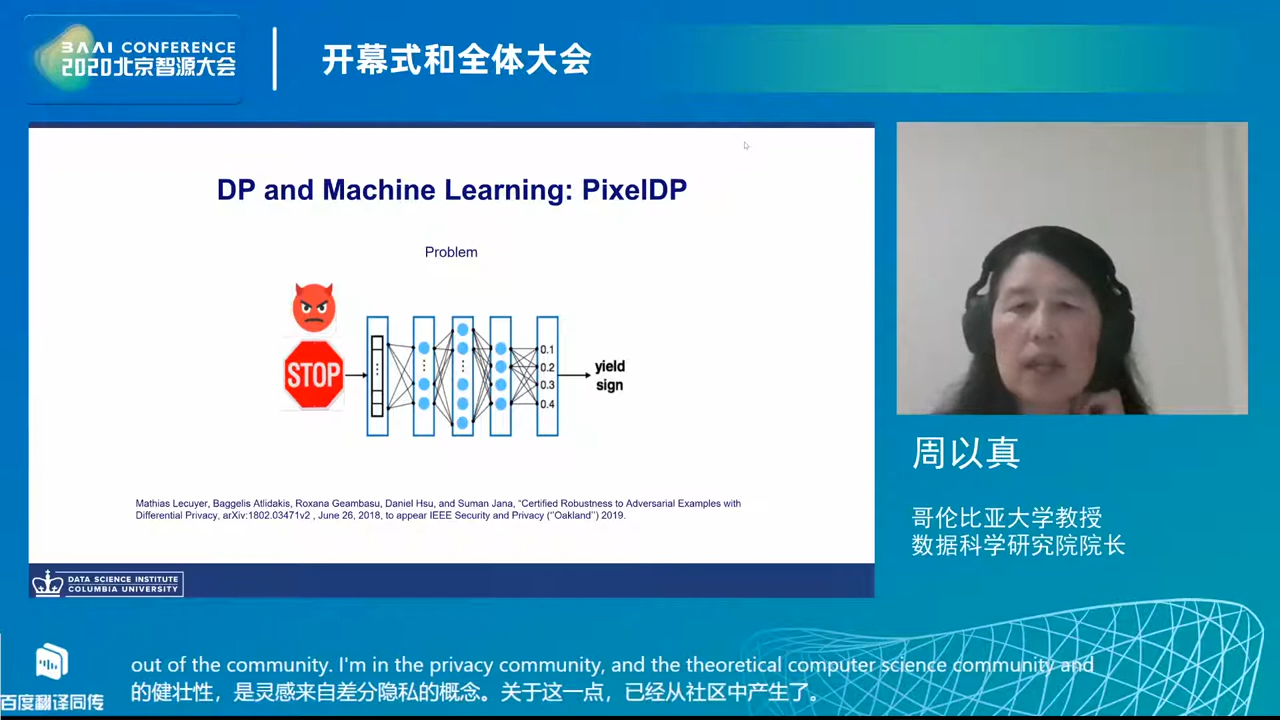 BAAI CONFERENCE
2020北京智源大会
开幕式和全体大会
DP and Machine Learning: PixelDP
Problem
STOP
0.1
0.2
0.3
0.4
yield
sign
Mathias Lecuyer, Baggelis Atlidakis, Roxana Geambasu, Daniel Hsu, and Suman Jana, “Certified Robustness to Adversarial Examples with
Differential Privacy, arXiv:1802.03471v2 , June 26, 2018, to appear IEEE Security and Privacy (“Oakland”) 2019.
DATA SCIENCE INSTITUTE
COLUMBIA UNIVERSITY
周以真
哥伦比亚大学教授
数据科学研究院院长
百度翻译同传
out of the community. I'm in the privacy community, and the theoretical computer science community and
的健壮性，是灵感来自差分隐私的概念。关于这一点，已经从社区中产生了。